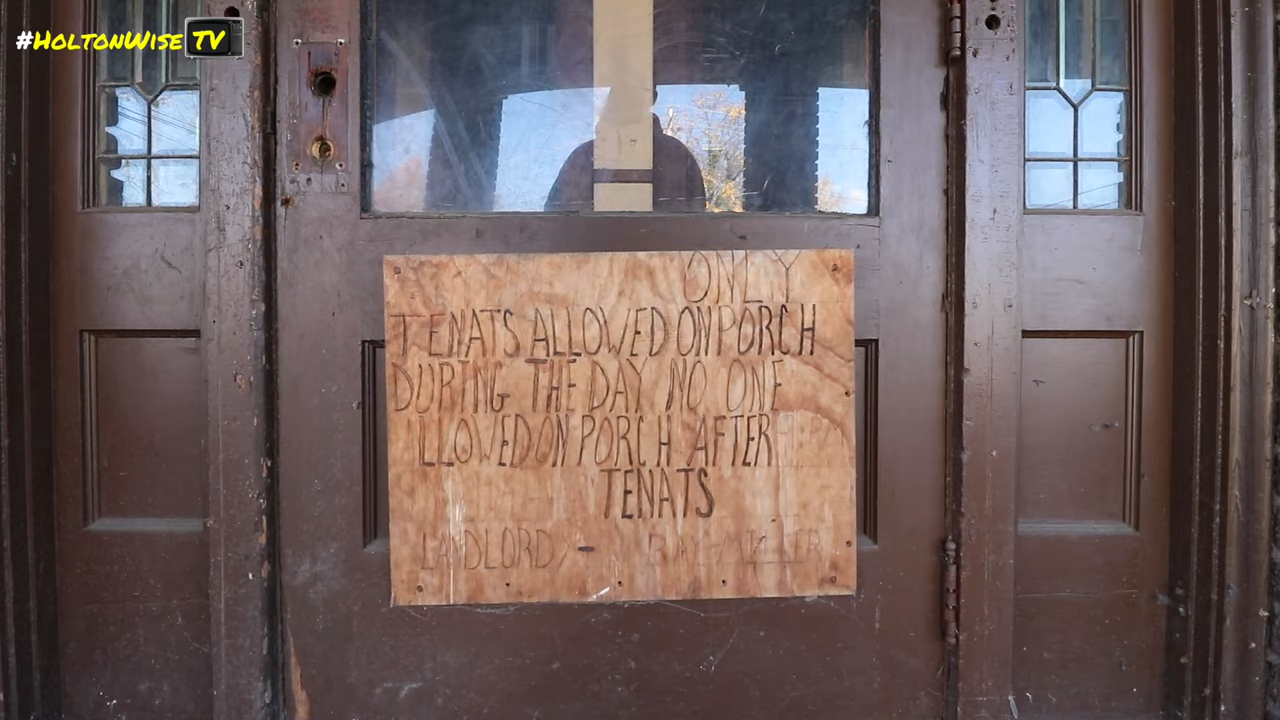 #HoltonWise TV
ONLY
TENATS ALLOWED ON PORCH
DURING THE DAY NO ONE
LLOWED ON PORCH AFTER
TENATS
LANDLORD -